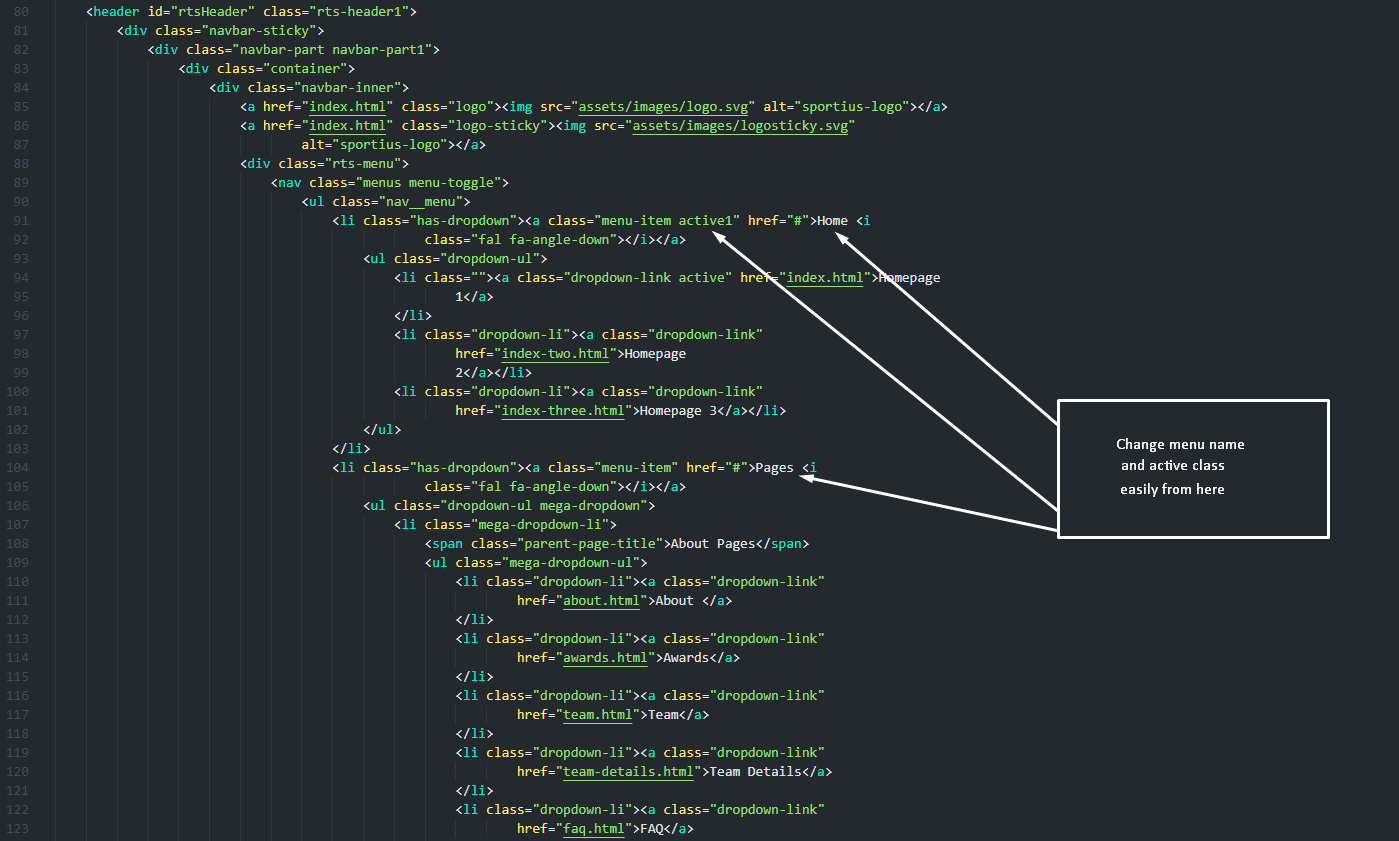 80 <header id="rtsHeader" class="rts-header1">
81 <div class="navbar-sticky">
82 <div class="navbar-part navbar-part1">
83 <div class="container">
84 <div class="navbar-inner">
85 <a href="index.html" class="logo"><img src="assets/images/logo.svg" alt="sportius-logo"></a>
86 <a href="index.html" class="logo-sticky"><img src="assets/images/logosticky.svg"
87 alt="sportius-logo"></a>
88 <div class="rts-menu">
89 <nav class="menus menu-toggle">
90 <ul class="nav__menu">
91 <li class="has-dropdown"><a class="menu-item active1" href="#">Home <i
92 class="fal fa-angle-down"></i></a>
93 <ul class="dropdown-ul">
94 <li class=""><a class="dropdown-link active" href="index.html">Homepage
95 1</a>
96 </li>
97 <li class="dropdown-li"><a class="dropdown-link"
98 href="index-two.html">Homepage
99 2</a></li>
100 <li class="dropdown-li"><a class="dropdown-link"
101 href="index-three.html">Homepage 3</a></li>
102 </ul>
103 </li>
104 <li class="has-dropdown"><a class="menu-item" href="#">Pages <i
105 class="fal fa-angle-down"></i></a>
106 <ul class="dropdown-ul mega-dropdown">
107 <li class="mega-dropdown-li">
108 <span class="parent-page-title">About Pages</span>
109 <ul class="mega-dropdown-ul">
110 <li class="dropdown-li"><a class="dropdown-link"
111 href="about.html">About </a>
112 </li>
113 <li class="dropdown-li"><a class="dropdown-link"
114 href="awards.html">Awards</a>
115 </li>
116 <li class="dropdown-li"><a class="dropdown-link"
117 href="team.html">Team</a>
118 </li>
119 <li class="dropdown-li"><a class="dropdown-link"
120 href="team-details.html">Team Details</a>
121 </li>
122 <li class="dropdown-li"><a class="dropdown-link"
123 href="faq.html">FAQ</a>
Change menu name
and active class
easily from here